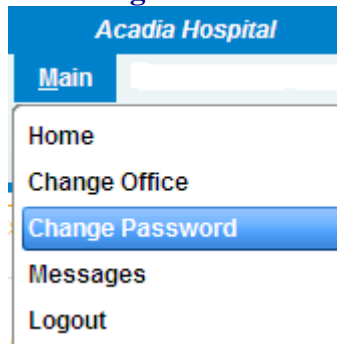 Acadia Hospital
Main
Home
Change Office
Change Password
Messages
Logout